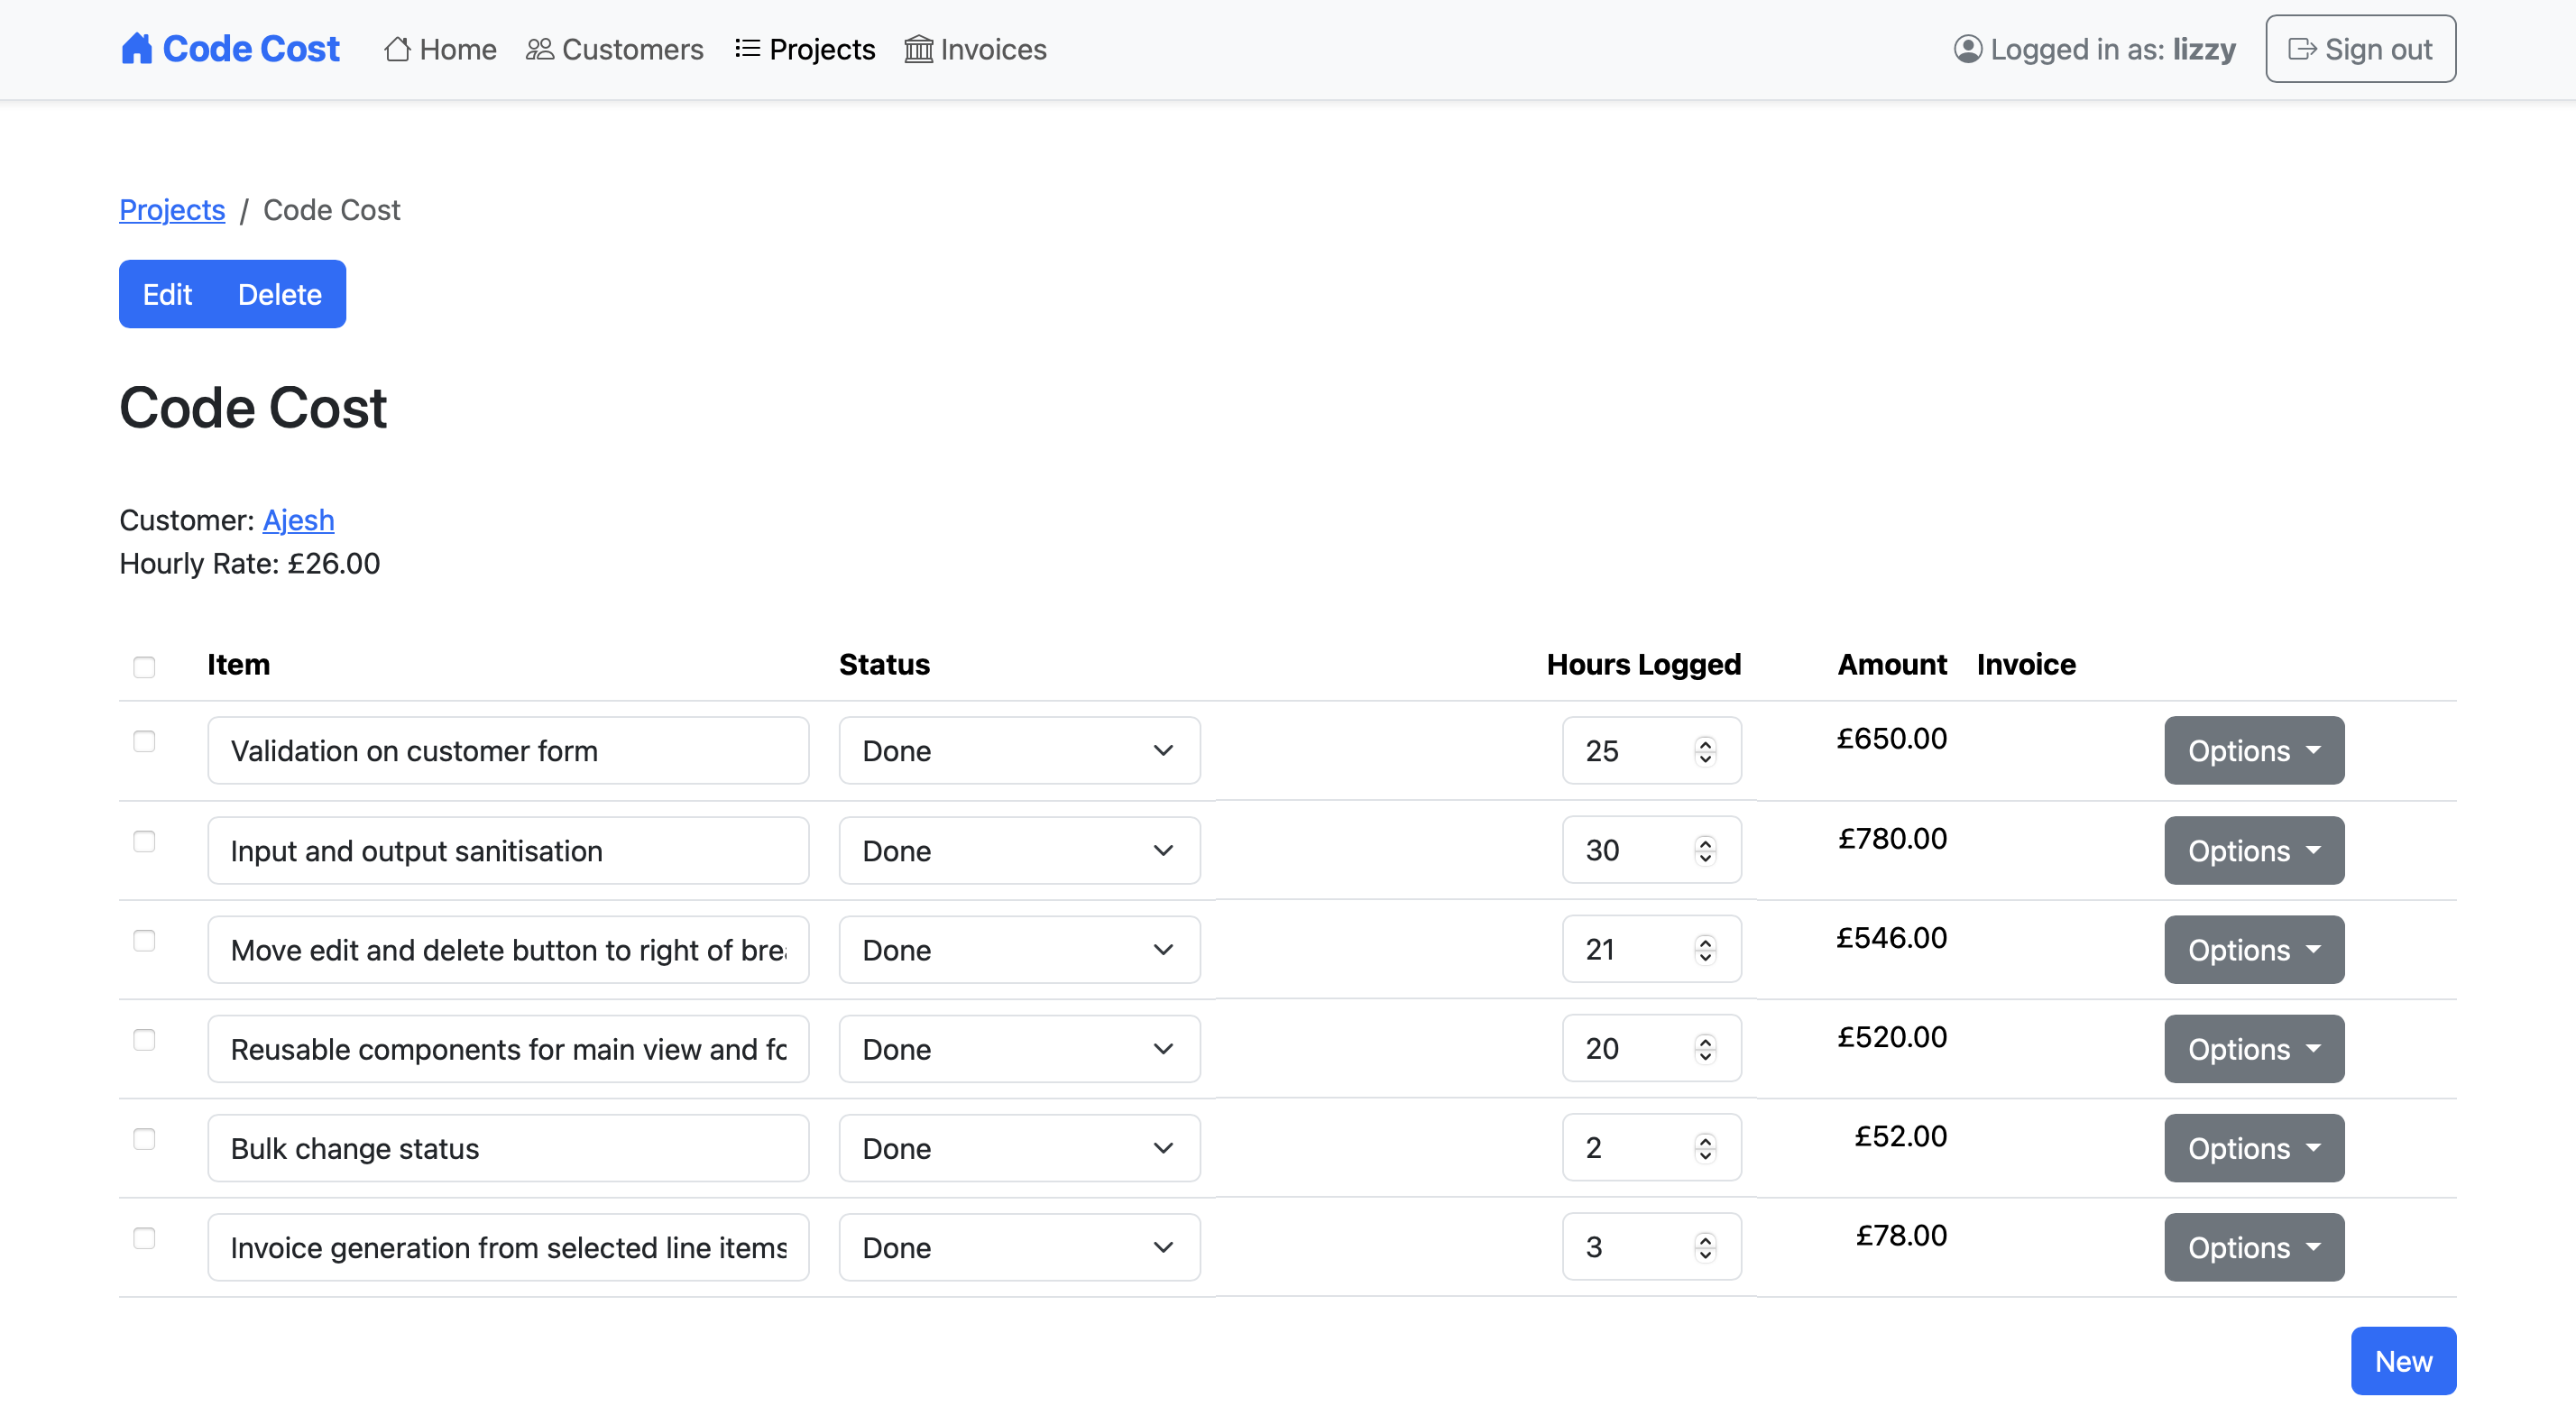 Code Cost Home Customers Projects Invoices Logged in as: lizzy Sign out
Projects / Code Cost
Edit Delete
Code Cost
Customer: Ajesh
Hourly Rate: £26.00
Item Status Hours Logged Amount Invoice
Validation on customer form Done 25 £650.00 Options
Input and output sanitisation Done 30 £780.00 Options
Move edit and delete button to right of brea Done 21 £546.00 Options
Reusable components for main view and fo Done 20 £520.00 Options
Bulk change status Done 2 £52.00 Options
Invoice generation from selected line items Done 3 £78.00 Options
New